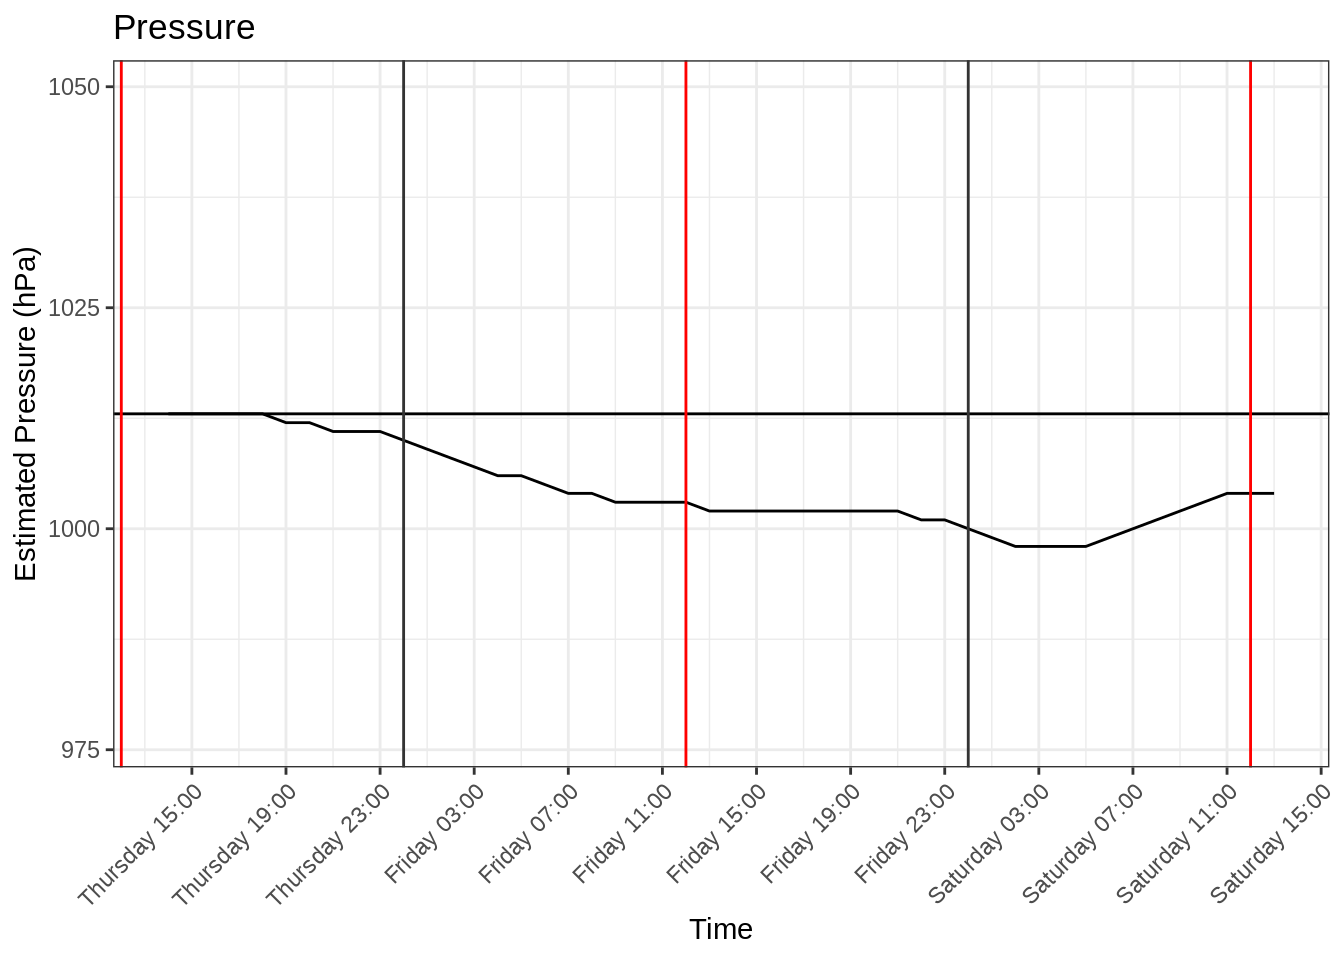 Pressure
Estimated Pressure (hPa)
1050
1025
1000
975
Thursday 15:00
Thursday 19:00
Thursday 23:00
Friday 03:00
Friday 07:00
Friday 11:00
Friday 15:00
Friday 19:00
Friday 23:00
Saturday 03:00
Saturday 07:00
Saturday 11:00
Saturday 15:00
Time